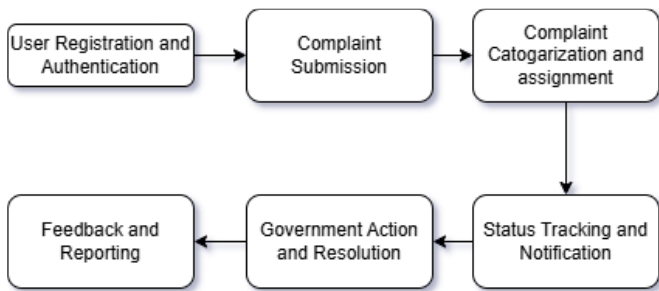 User Registration and
Authentication
Complaint
Submission
Complaint
Catogarization and
assignment
Status Tracking and
Notification
Government Action
and Resolution
Feedback and
Reporting